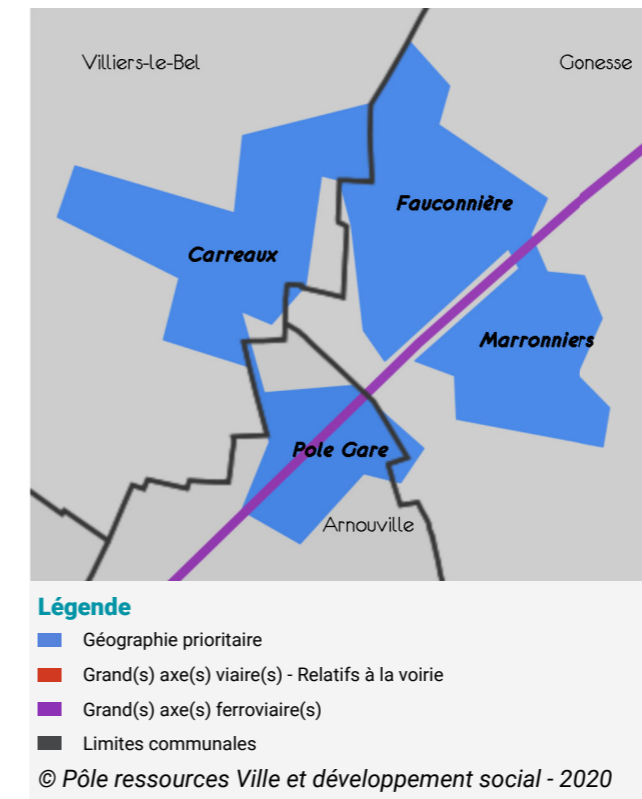 Villiers-le-Bel
Gonesse
Fauconnière
Carreaux
Marronniers
Pole Gare
Arnouville
Légende
Géographie prioritaire
Grand(s) axe(s) viaire(s) - Relatifs à la voirie
Grand(s) axe(s) ferroviaire(s)
Limites communales
© Pôle ressources Ville et développement social - 2020